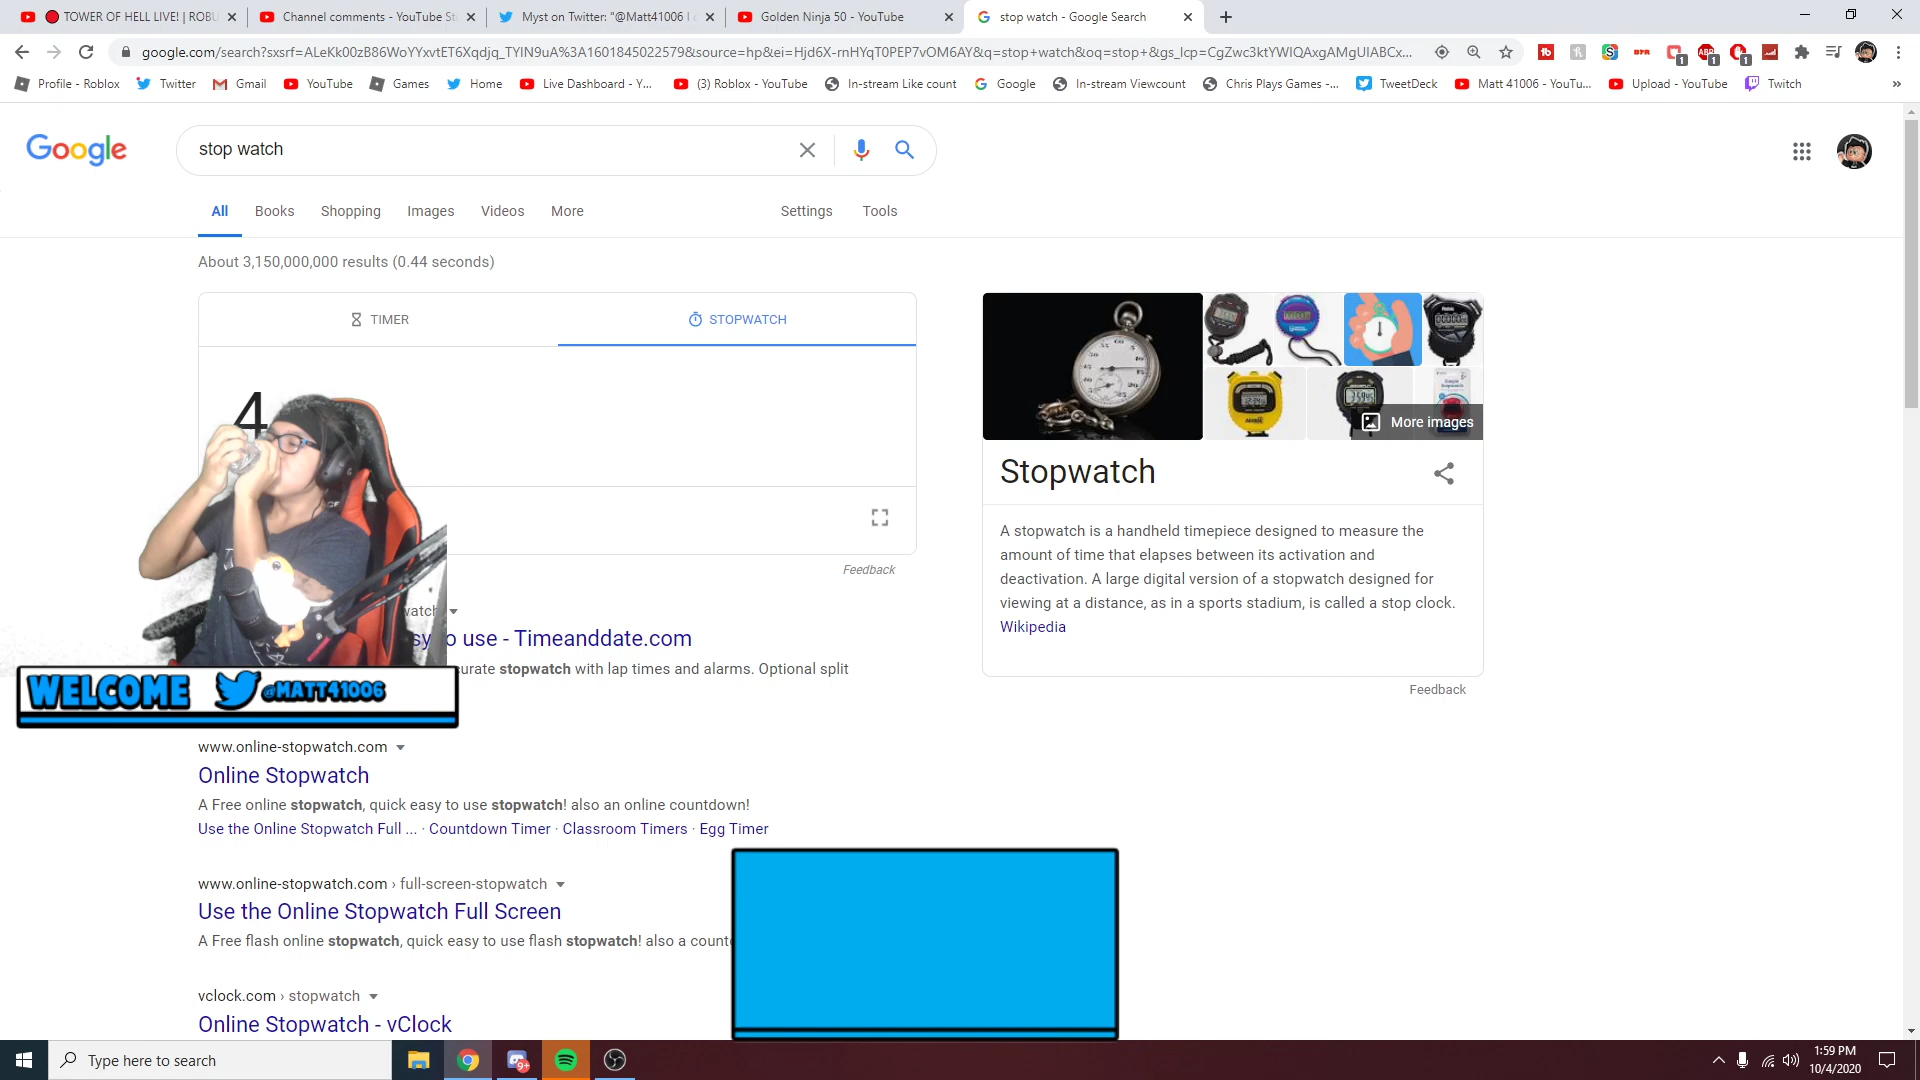 TOWER OF HELL LIVE! | ROBU
Channel comments - YouTube St
Myst on Twitter: "@Matt41006 I c
Golden Ninja 50 - YouTube
stop watch - Google Search
google.com/search?sxsrf=ALeKk00zB86WoYYxvtET6Xqdjq_TYIN9uA%3A1601845022579&source=hp&ei=Hjd6X-rnHYqT0PEP7vOM6AY&q=stop+watch&oq=stop+&gs_lcp=CgZwc3ktYWIQAxgAMgUIABCx...
Profile - Roblox
Twitter
Gmail
YouTube
Games
Home
Live Dashboard - Y...
(3) Roblox - YouTube
In-stream Like count
Google
In-stream Viewcount
Chris Plays Games -...
TweetDeck
Matt 41006 - YouTu...
Upload - YouTube
Twitch
»
Google
stop watch
All
Books
Shopping
Images
Videos
More
Settings
Tools
About 3,150,000,000 results (0.44 seconds)
TIMER
STOPWATCH
4
Feedback
More images
Stopwatch
A stopwatch is a handheld timepiece designed to measure the
amount of time that elapses between its activation and
deactivation. A large digital version of a stopwatch designed for
viewing at a distance, as in a sports stadium, is called a stop clock.
Wikipedia
Feedback
watch
sy to use - Timeanddate.com
urate stopwatch with lap times and alarms. Optional split
WELCOME @MATT41006
www.online-stopwatch.com
Online Stopwatch
A Free online stopwatch, quick easy to use stopwatch! also an online countdown!
Use the Online Stopwatch Full ... · Countdown Timer · Classroom Timers · Egg Timer
www.online-stopwatch.com › full-screen-stopwatch
Use the Online Stopwatch Full Screen
A Free flash online stopwatch, quick easy to use flash stopwatch! also a count
vclock.com › stopwatch
Online Stopwatch - vClock
Type here to search
9+
1:59 PM
10/4/2020